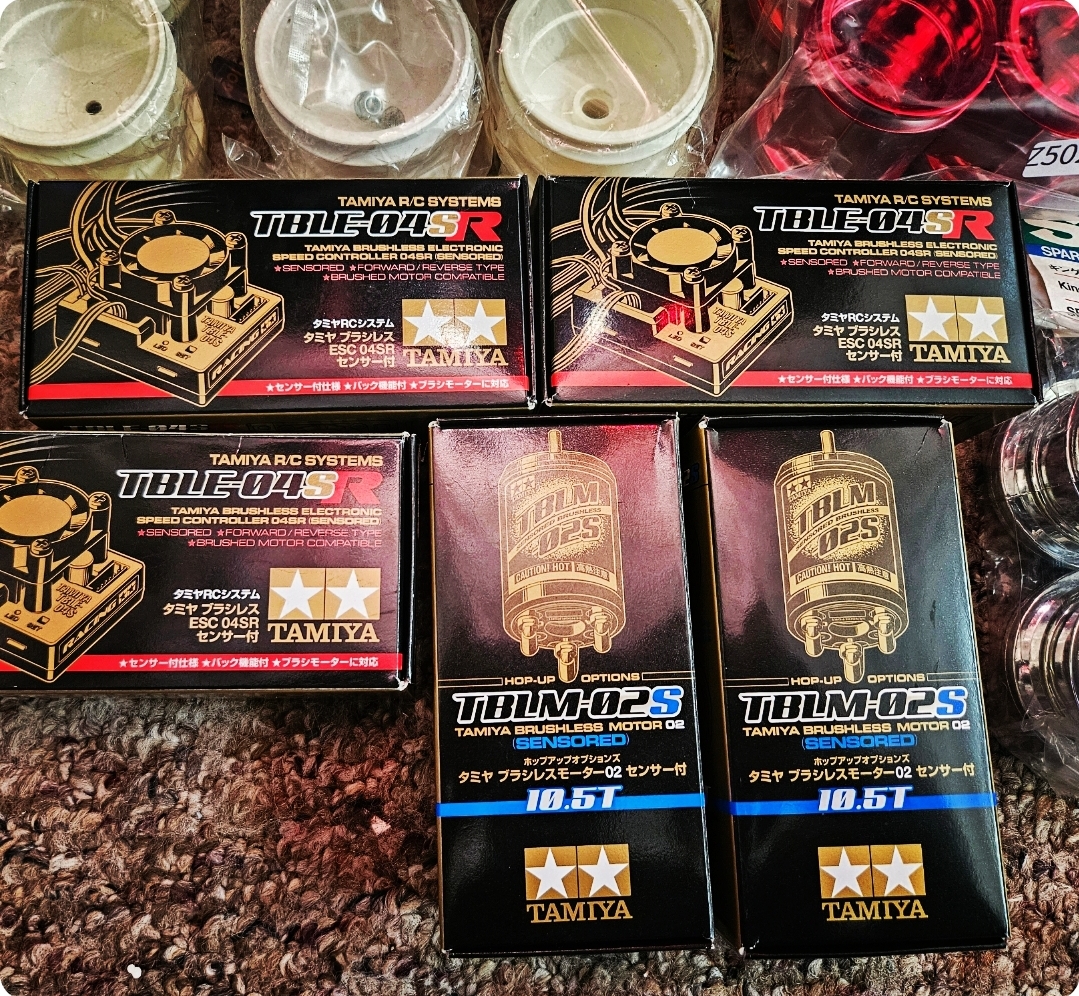 TAMIYA R/C SYSTEMS
TBLE-04SR
TAMIYA BRUSHLESS ELECTRONIC
SPEED CONTROLLER 04SR (SENSORED)
★SENSORED ★FORWARD/REVERSE TYPE
★BRUSHED MOTOR COMPATIBLE
タミヤRCシステム
タミヤ ブラシレス
ESC 04SR
センサー付
TAMIYA
RACING
★センサー付仕様 ★バック機能付 ★ブラシモーターに対応
TAMIYA R/C SYSTEMS
TBLE-04SR
TAMIYA BRUSHLESS ELECTRONIC
SPEED CONTROLLER 04SR (SENSORED)
★SENSORED ★FORWARD/REVERSE TYPE
★BRUSHED MOTOR COMPATIBLE
タミヤRCシステム
タミヤ ブラシレス
ESC 04SR
センサー付
TAMIYA
RACING
★センサー付仕様 ★バック機能付 ★ブラシモーターに対応
Z50
SPAR
キング
Kin
TAMIYA R/C SYSTEMS
TBLE-04SR
TAMIYA BRUSHLESS ELECTRONIC
SPEED CONTROLLER 04SR (SENSORED)
★SENSORED ★FORWARD/REVERSE TYPE
★BRUSHED MOTOR COMPATIBLE
タミヤRCシステム
タミヤ ブラシレス
ESC 04SR
センサー付
TAMIYA
RACING
★センサー付仕様 ★バック機能付 ★ブラシモーターに対応
TBLM
SENSORED BRUSHLESS
02S
CAUTION! HOT 高熱注意
HOP-UP OPTIONS
TBLM-02S
TAMIYA BRUSHLESS MOTOR 02
(SENSORED)
ホップアップオプションズ
タミヤ ブラシレスモーター02 センサー付
10.5T
TAMIYA
TBLM
SENSORED BRUSHLESS
02S
CAUTION! HOT 高熱注意
HOP-UP OPTIONS
TBLM-02S
TAMIYA BRUSHLESS MOTOR 02
(SENSORED)
ホップアップオプションズ
タミヤ ブラシレスモーター02 センサー付
10.5T
TAMIYA